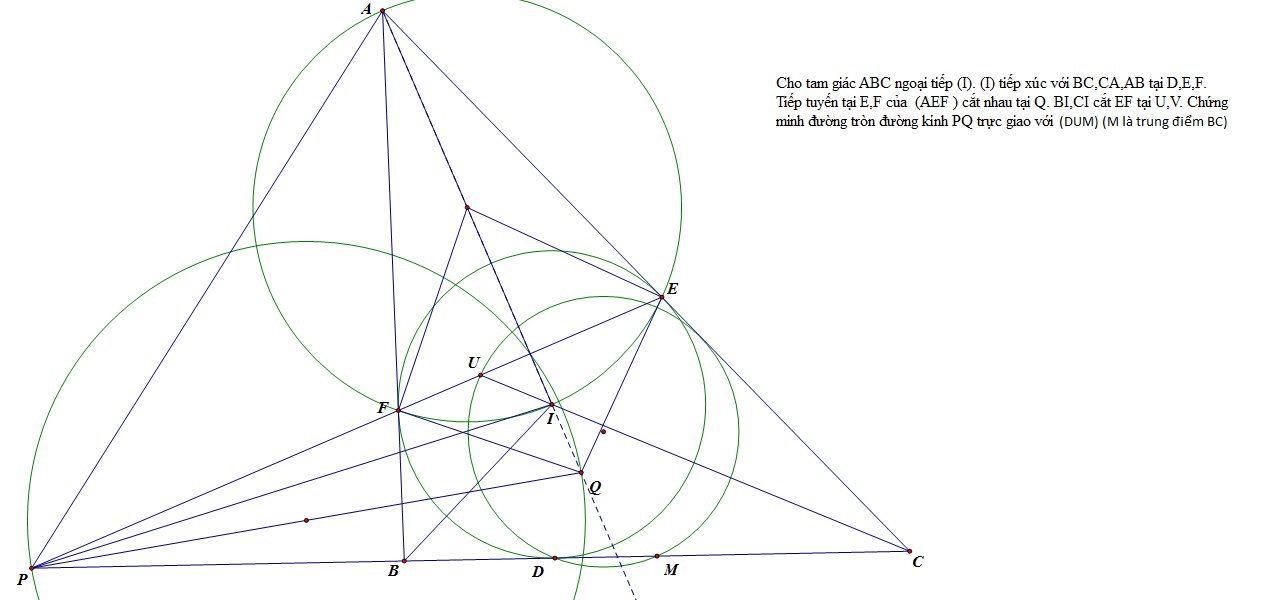 A
Cho tam giác ABC ngoại tiếp (I). (I) tiếp xúc với BC,CA,AB tại D,E,F.
Tiếp tuyến tại E,F của (AEF ) cắt nhau tại Q. BI,CI cắt EF tại U,V. Chứng
minh đường tròn đường kính PQ trực giao với (DUM) (M là trung điểm BC)
E
U
F
I
Q
P
B
D
M
C